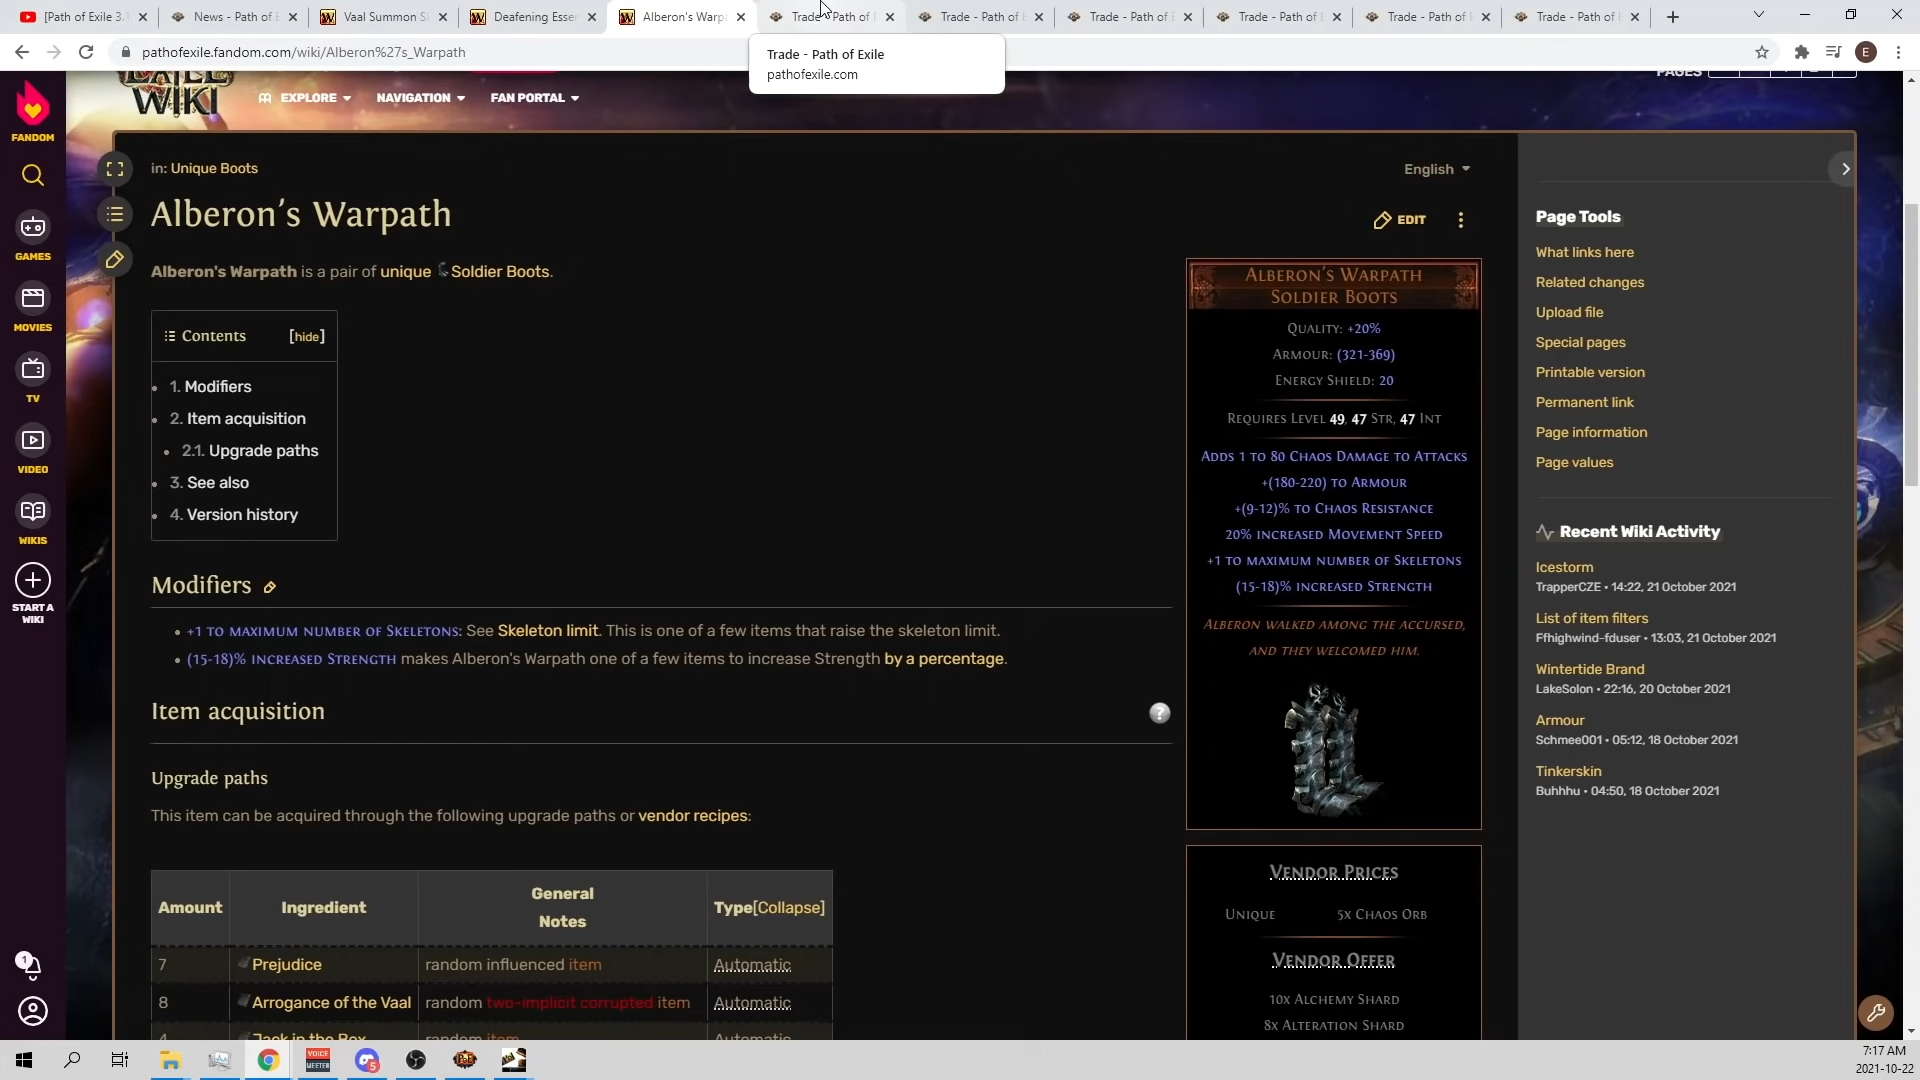 [Path of Exile 3.1
News - Path of E
Vaal Summon S
Deafening Essen
Alberon's Warp
Trade - Path of E
Trade - Path of E
Trade - Path of E
Trade - Path of E
Trade - Path of E
Trade - Path of E
pathofexile.fandom.com/wiki/Alberon%27s_Warpath
E
Trade - Path of Exile
pathofexile.com
WIKI
EXPLORE
NAVIGATION
FAN PORTAL
PAGES
FANDOM
GAMES
MOVIES
TV
VIDEO
WIKIS
START A
WIKI
1
in: Unique Boots
English
Alberon's Warpath
EDIT
Alberon's Warpath is a pair of unique Soldier Boots.
Contents [hide]
1. Modifiers
2. Item acquisition
2.1. Upgrade paths
3. See also
4. Version history
Modifiers
+1 to maximum number of Skeletons: See Skeleton limit. This is one of a few items that raise the skeleton limit.
(15-18)% increased Strength makes Alberon's Warpath one of a few items to increase Strength by a percentage.
Item acquisition
?
Upgrade paths
This item can be acquired through the following upgrade paths or vendor recipes:
Amount Ingredient General Notes Type[Collapse]
7 Prejudice random influenced item Automatic
8 Arrogance of the Vaal random two-implicit corrupted item Automatic
4 Jack in the Box random item Automatic
Alberon's Warpath
Soldier Boots
Quality: +20%
Armour: (321-369)
Energy Shield: 20
Requires Level 49, 47 Str, 47 Int
Adds 1 to 80 Chaos Damage to Attacks
+(180-220) to Armour
+(9-12)% to Chaos Resistance
20% increased Movement Speed
+1 to maximum number of Skeletons
(15-18)% increased Strength
Alberon walked among the accursed,
and they welcomed him.
Vendor Prices
Unique 5x Chaos Orb
Vendor Offer
10x Alchemy Shard
8x Alteration Shard
Page Tools
What links here
Related changes
Upload file
Special pages
Printable version
Permanent link
Page information
Page values
Recent Wiki Activity
Icestorm
TrapperCZE • 14:22, 21 October 2021
List of item filters
Ffhighwind-fduser • 13:03, 21 October 2021
Wintertide Brand
LakeSolon • 22:16, 20 October 2021
Armour
Schmee001 • 05:12, 18 October 2021
Tinkerskin
Buhhhu • 04:50, 18 October 2021
VOICE
MEETER
5
7:17 AM
2021-10-22